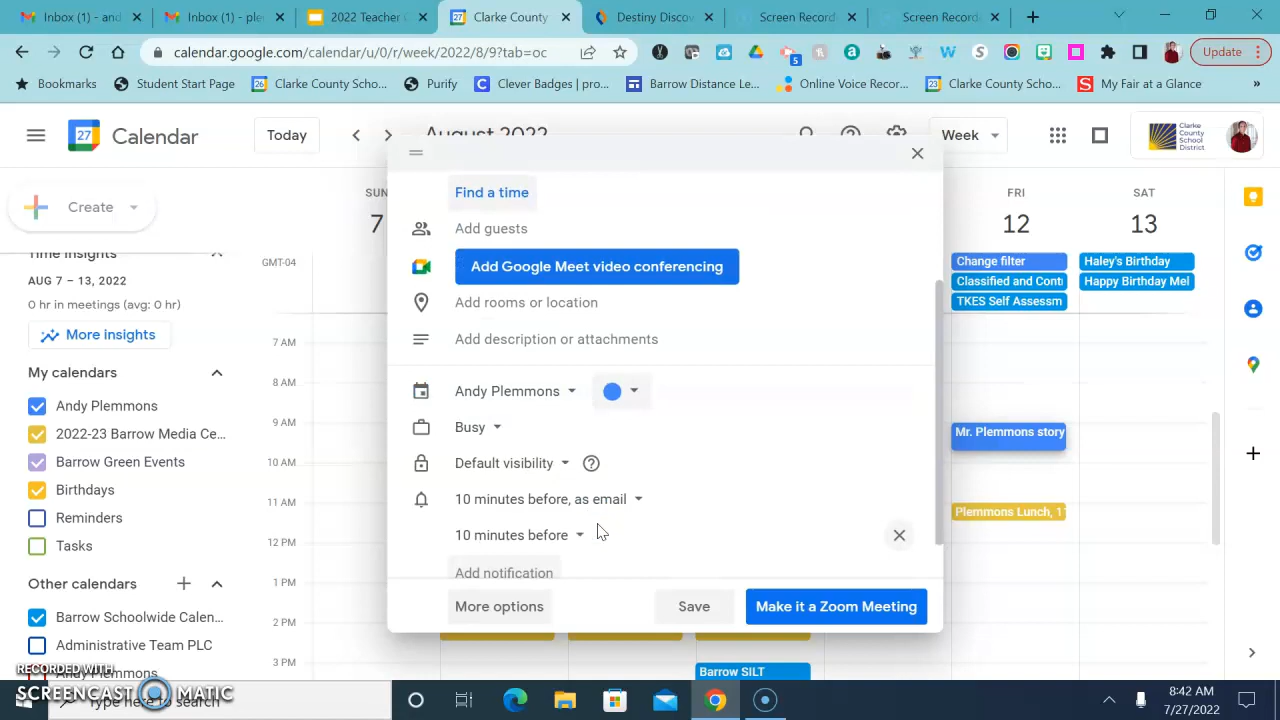 Inbox (1) - and
Inbox (1) - ple
2022 Teacher
Clarke County
Destiny Discov
Screen Record
Screen Record
calendar.google.com/calendar/u/0/r/week/2022/8/9?tab=oc
5
Update
Bookmarks
Student Start Page
Clarke County Scho...
Purify
Clever Badges | pro...
Barrow Distance Le...
Online Voice Recor...
Clarke County Scho...
My Fair at a Glance
»
27
Calendar
Today
August 2022
Week
Clarke
County
School
District
Create
Time insights
AUG 7 – 13, 2022
0 hr in meetings (avg: 0 hr)
More insights
My calendars
Andy Plemmons
2022-23 Barrow Media Ce...
Barrow Green Events
Birthdays
Reminders
Tasks
Other calendars
Barrow Schoolwide Calen...
Administrative Team PLC
Andy Plemmons
SUN
7
GMT-04
7 AM
8 AM
9 AM
10 AM
11 AM
12 PM
1 PM
2 PM
3 PM
Find a time
Add guests
Add Google Meet video conferencing
Add rooms or location
Add description or attachments
Andy Plemmons
Busy
Default visibility
10 minutes before, as email
10 minutes before
Add notification
More options
Save
Make it a Zoom Meeting
Barrow SILT
FRI
12
Change filter
Classified and Conti
TKES Self Assessm
Mr. Plemmons story
Plemmons Lunch, 1
SAT
13
Haley's Birthday
Happy Birthday Mel
RECORDED WITH
SCREENCAST MATIC
Type here to search
8:42 AM
7/27/2022